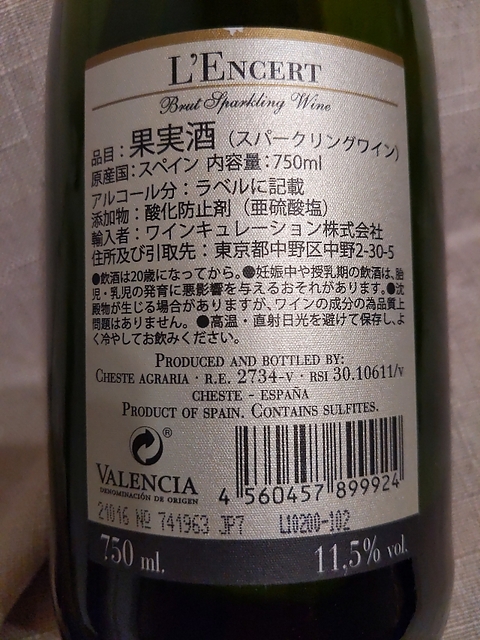 L'ENCERT
Brut Sparkling Wine
品目：果実酒（スパークリングワイン）
原産国：スペイン 内容量：750ml
アルコール分：ラベルに記載
添加物：酸化防止剤（亜硫酸塩）
輸入者：ワインキュレーション株式会社
住所及び引取先：東京都中野区中野2-30-5
●飲酒は20歳になってから。●妊娠中や授乳期の飲酒は、胎
児・乳児の発育に悪影響を与えるおそれがあります。●沈
殿物が生じる場合がありますが、ワインの成分の為品質上
問題はありません。●高温・直射日光を避けて保存し、よ
く冷やしてお飲みください。
PRODUCED AND BOTTLED BY:
CHESTE AGRARIA · R.E. 2734-V · RSI 30.10611/V
CHESTE - ESPAÑA
PRODUCT OF SPAIN. CONTAINS SULFITES.
®
VALENCIA
DENOMINACIÓN DE ORIGEN
4 560457 899924
21016 Nº 741963 JP7 L10200-102
750 ml. 11,5% vol.